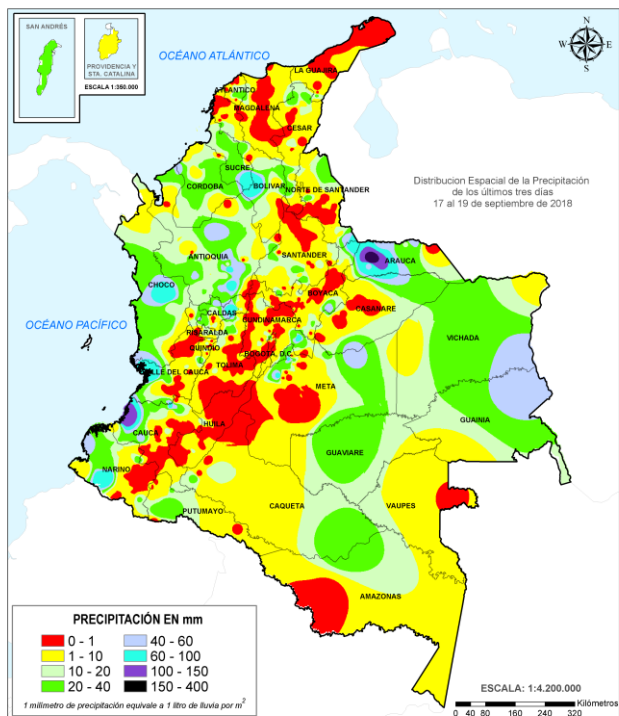 SAN ANDRÉS
PROVIDENCIA Y
STA. CATALINA
ESCALA 1:350.000
N
W
E
S
OCÉANO ATLÁNTICO
LA GUAJIRA
ATLANTICO
MAGDALENA
CESAR
SUCRE
CORDOBA
BOLIVAR
NORTE DE SANTANDER
Distribucion Espacial de la Precipitación
de los últimos tres días
17 al 19 de septiembre de 2018
ANTIOQUIA
SANTANDER
ARAUCA
CHOCO
BOYACA
CASANARE
OCÉANO PACÍFICO
CALDAS
CUNDINAMARCA
RISARALDA
VICHADA
QUINDIO
BOGOTA, D.C.
TOLIMA
VALLE DEL CAUCA
META
GUAINIA
CAUCA
HUILA
GUAVIARE
NARIÑO
CAQUETA
VAUPES
PUTUMAYO
AMAZONAS
PRECIPITACIÓN EN mm
0 - 1
40 - 60
1 - 10
60 - 100
10 - 20
100 - 150
20 - 40
150 - 400
1 milimetro de precipitación equivale a 1 litro de lluvia por m2
ESCALA: 1:4.200.000
Kilómetros
0 40 80 160 240 320